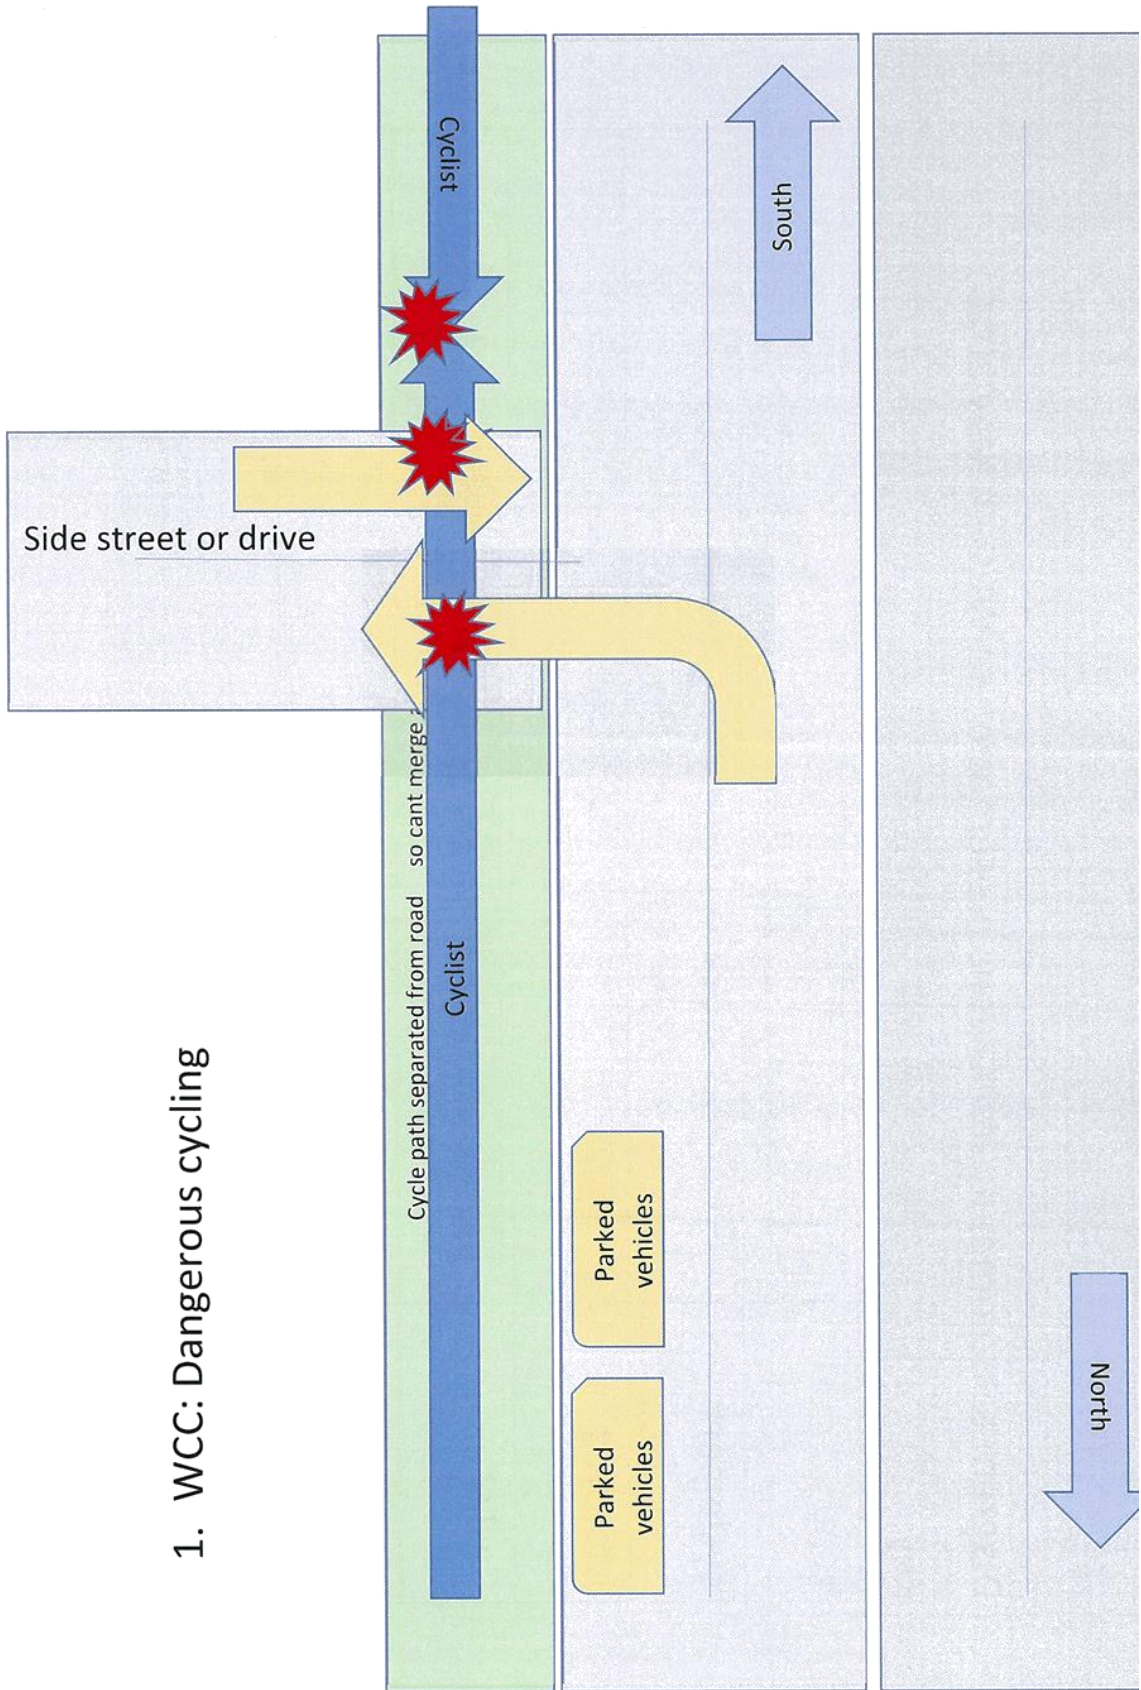 1. WCC: Dangerous cycling
Side street or drive
Cyclist
Cycle path separated from road so cant merge
Cyclist
Parked
vehicles
Parked
vehicles
South
North